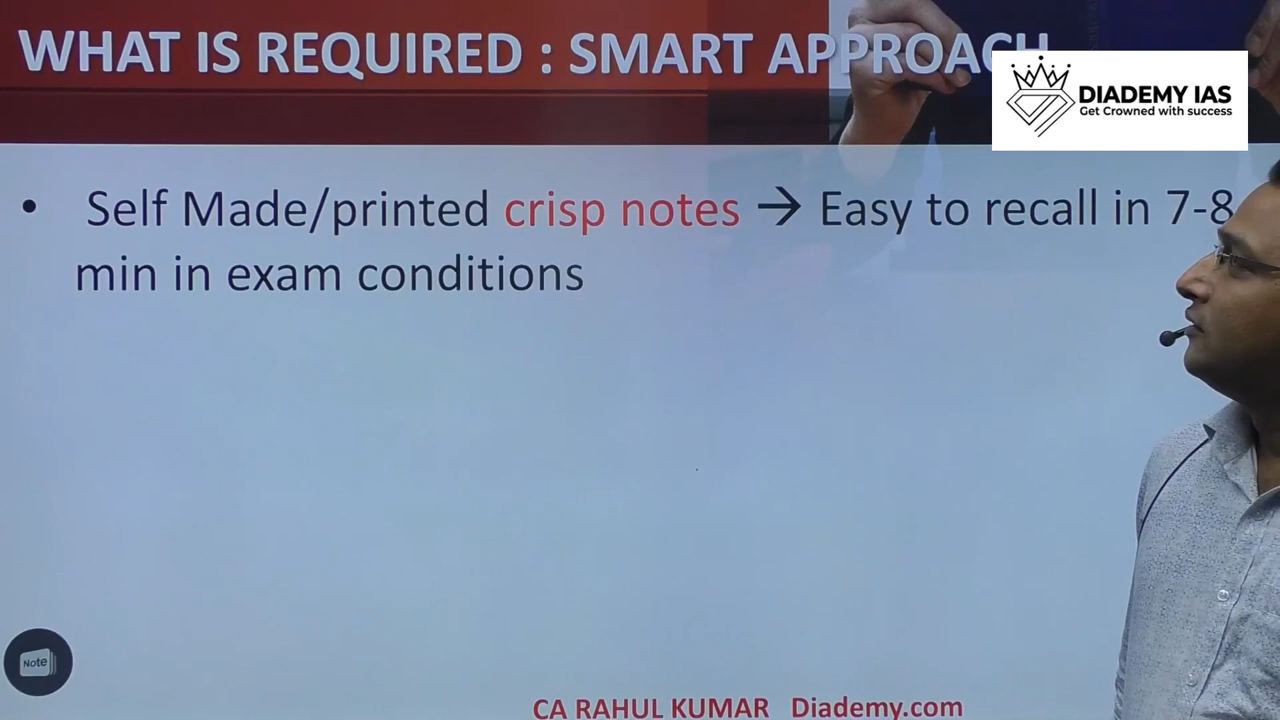 WHAT IS REQUIRED : SMART APPROACH
DIADEMY IAS
Get Crowned with success
• Self Made/printed crisp notes → Easy to recall in 7-8
min in exam conditions
Note
CA RAHUL KUMAR Diademy.com